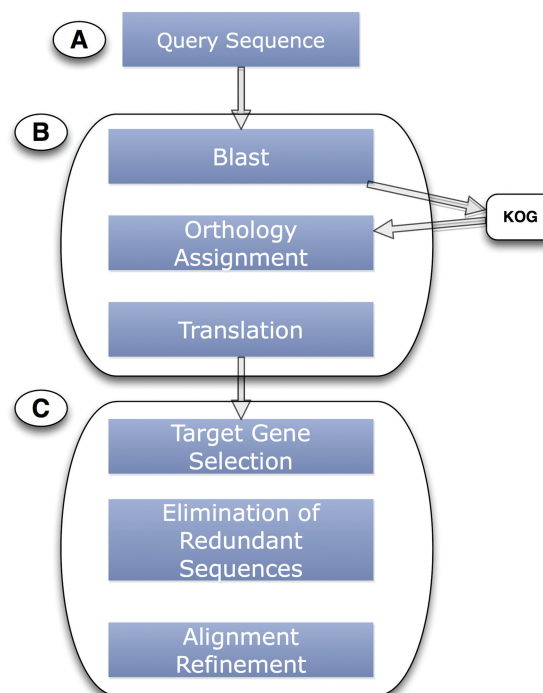 A
Query Sequence
B
Blast
KOG
Orthology
Assignment
Translation
C
Target Gene
Selection
Elimination of
Redundant
Sequences
Alignment
Refinement